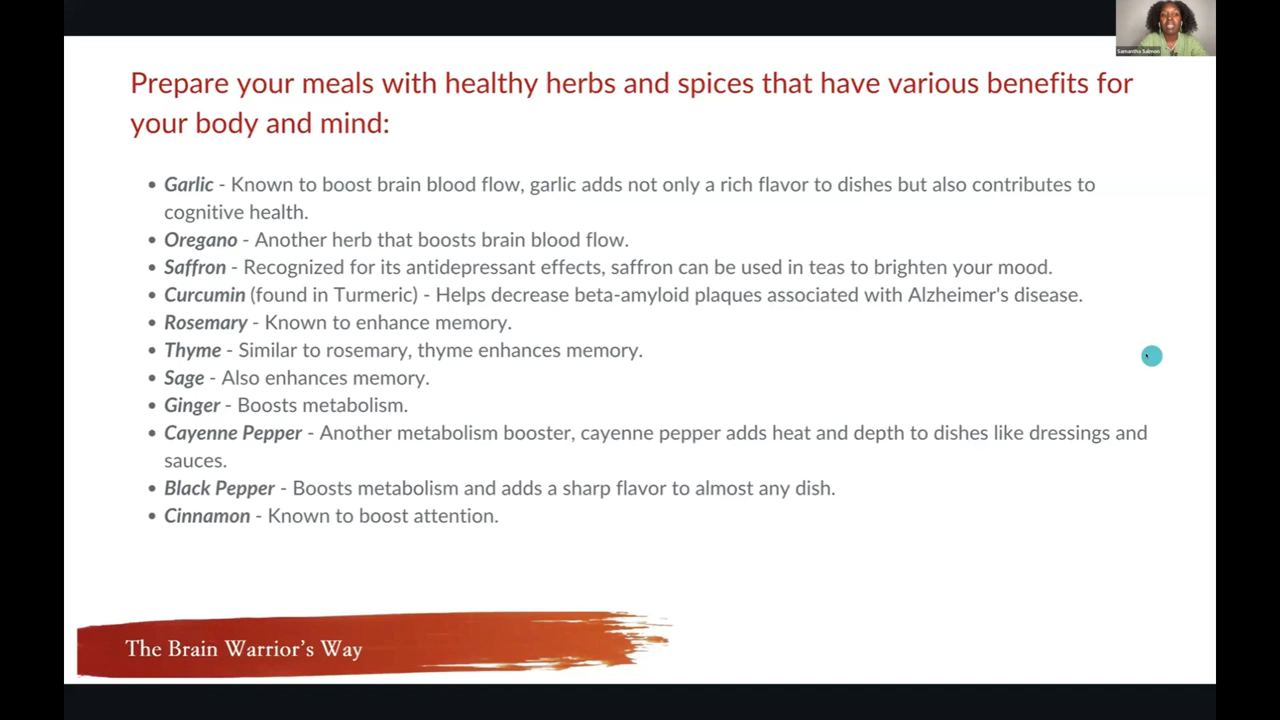 Samantha Salmon
Prepare your meals with healthy herbs and spices that have various benefits for
your body and mind:
• Garlic - Known to boost brain blood flow, garlic adds not only a rich flavor to dishes but also contributes to
cognitive health.
• Oregano - Another herb that boosts brain blood flow.
• Saffron - Recognized for its antidepressant effects, saffron can be used in teas to brighten your mood.
• Curcumin (found in Turmeric) - Helps decrease beta-amyloid plaques associated with Alzheimer's disease.
• Rosemary - Known to enhance memory.
• Thyme - Similar to rosemary, thyme enhances memory.
• Sage - Also enhances memory.
• Ginger - Boosts metabolism.
• Cayenne Pepper - Another metabolism booster, cayenne pepper adds heat and depth to dishes like dressings and
sauces.
• Black Pepper - Boosts metabolism and adds a sharp flavor to almost any dish.
• Cinnamon - Known to boost attention.
The Brain Warrior's Way